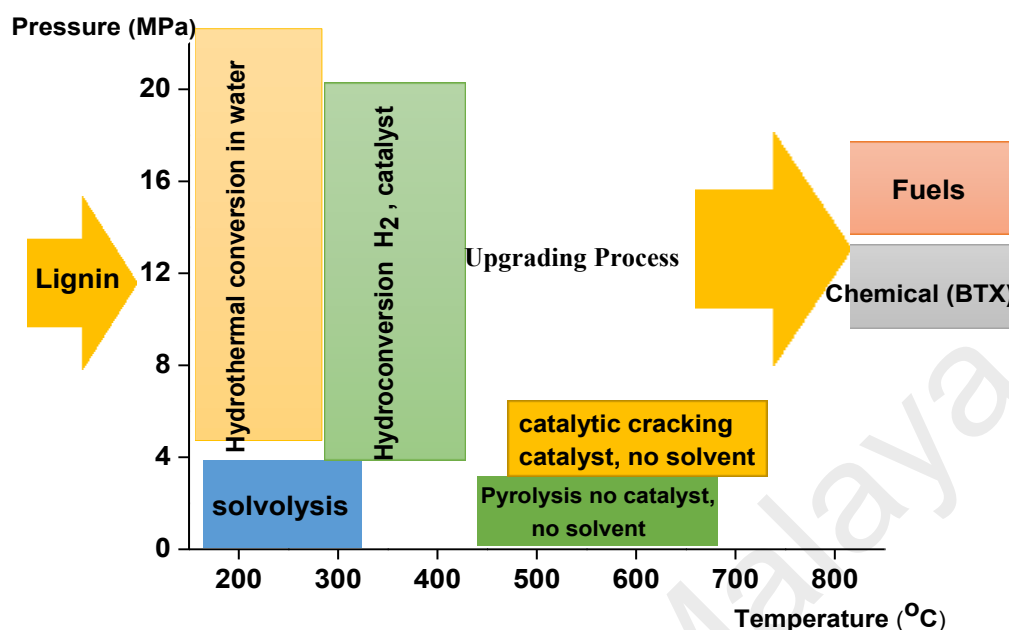 Pressure (MPa)
20
16
12
8
4
0
Lignin
Hydrothermal conversion in water
Hydroconversion H2 , catalyst
solvolysis
Upgrading Process
catalytic cracking
catalyst, no solvent
Pyrolysis no catalyst,
no solvent
Fuels
Chemical (BTX)
200 300 400 500 600 700 800
Temperature (OC)
Malaya